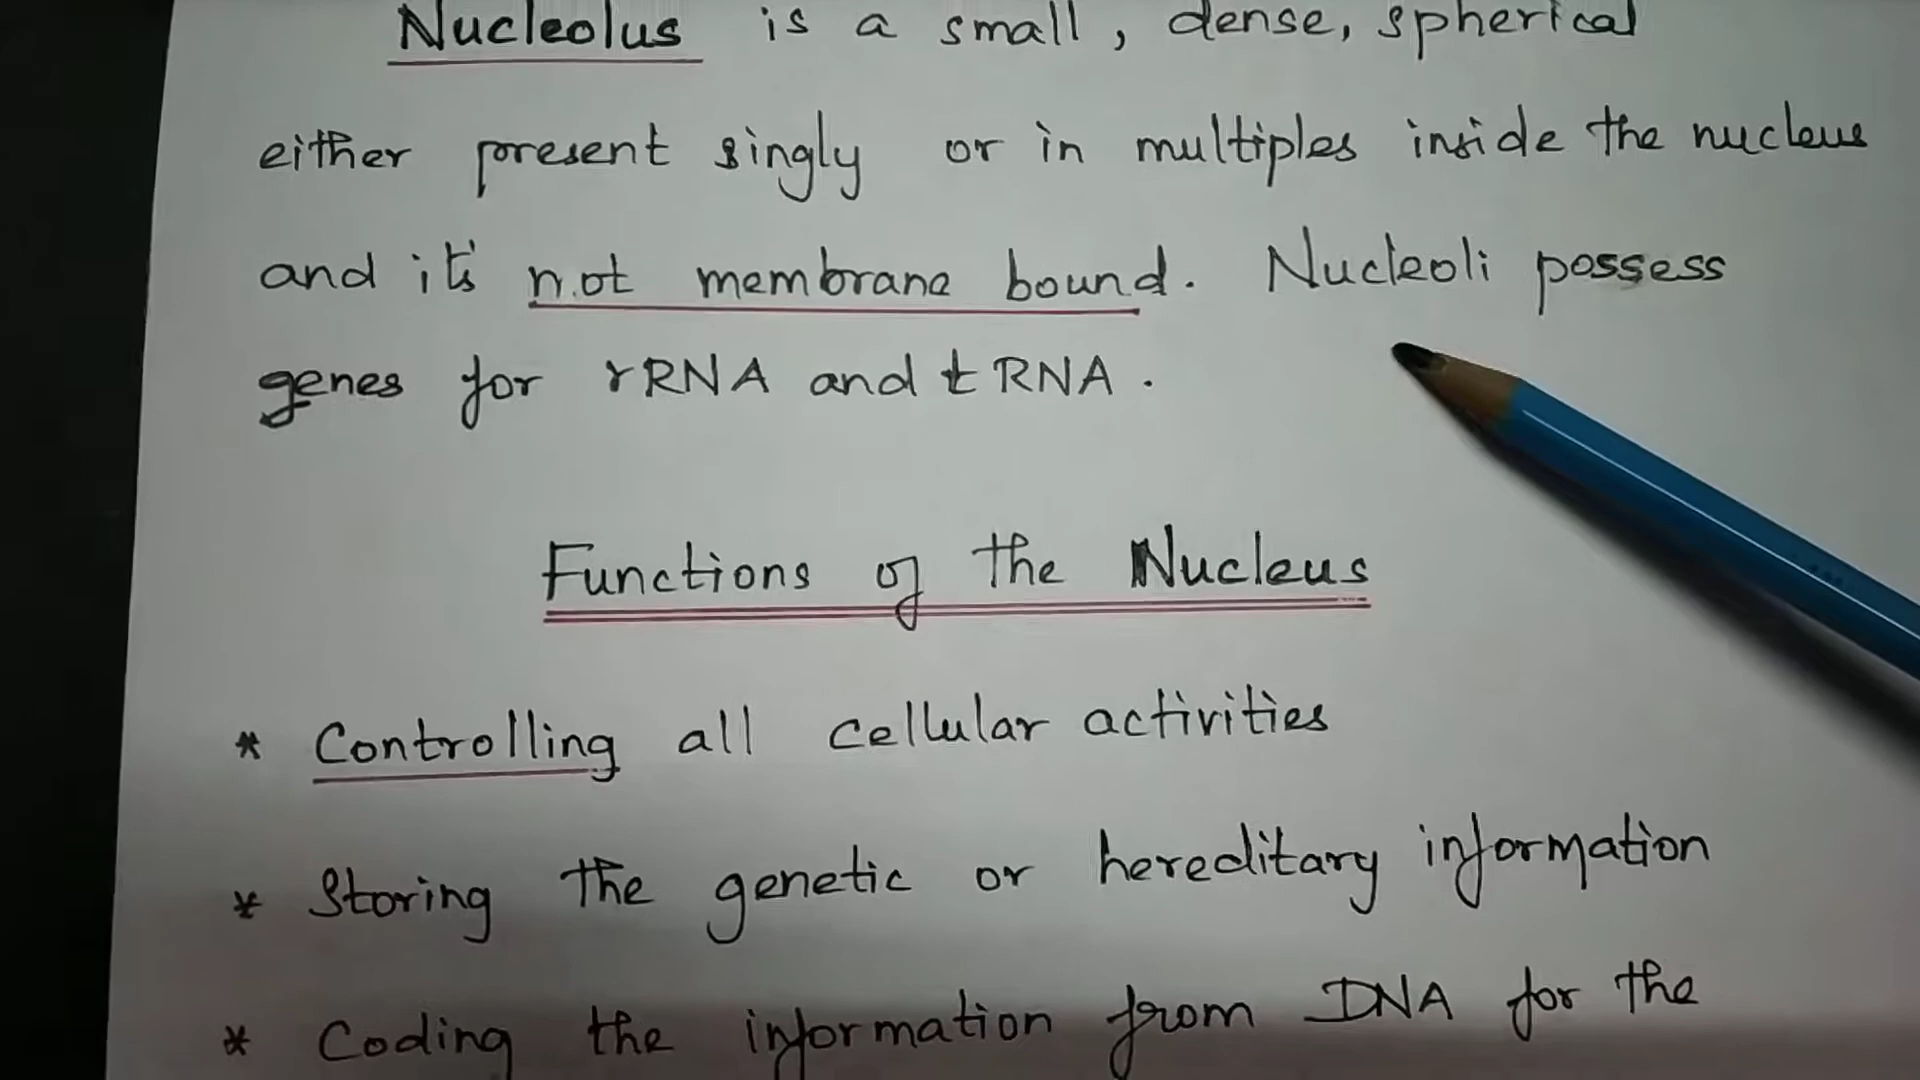 Nucleolus is a small, dense, spherical
either present singly or in multiples inside the nucleus
and it's not membrane bound. Nucleoli possess
genes for rRNA and tRNA.
Functions of the Nucleus
* Controlling all cellular activities
* Storing the genetic or hereditary information
* Coding the information from DNA for the